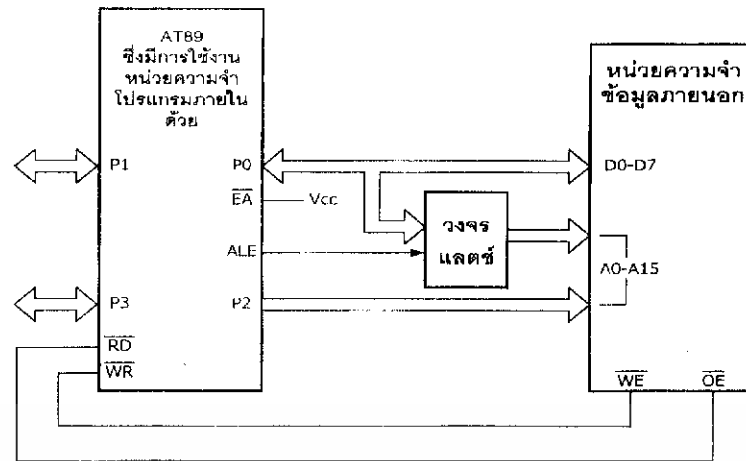 AT89
ซึ่งมีการใช้งาน
หน่วยความจำ
โปรแกรมภายใน
ด้วย
หน่วยความจำ
ข้อมูลภายนอก
P1
P0
D0-D7
EA
Vcc
วงจร
แลตช์
ALE
A0-A15
P3
P2
RD
WR
WE
OE